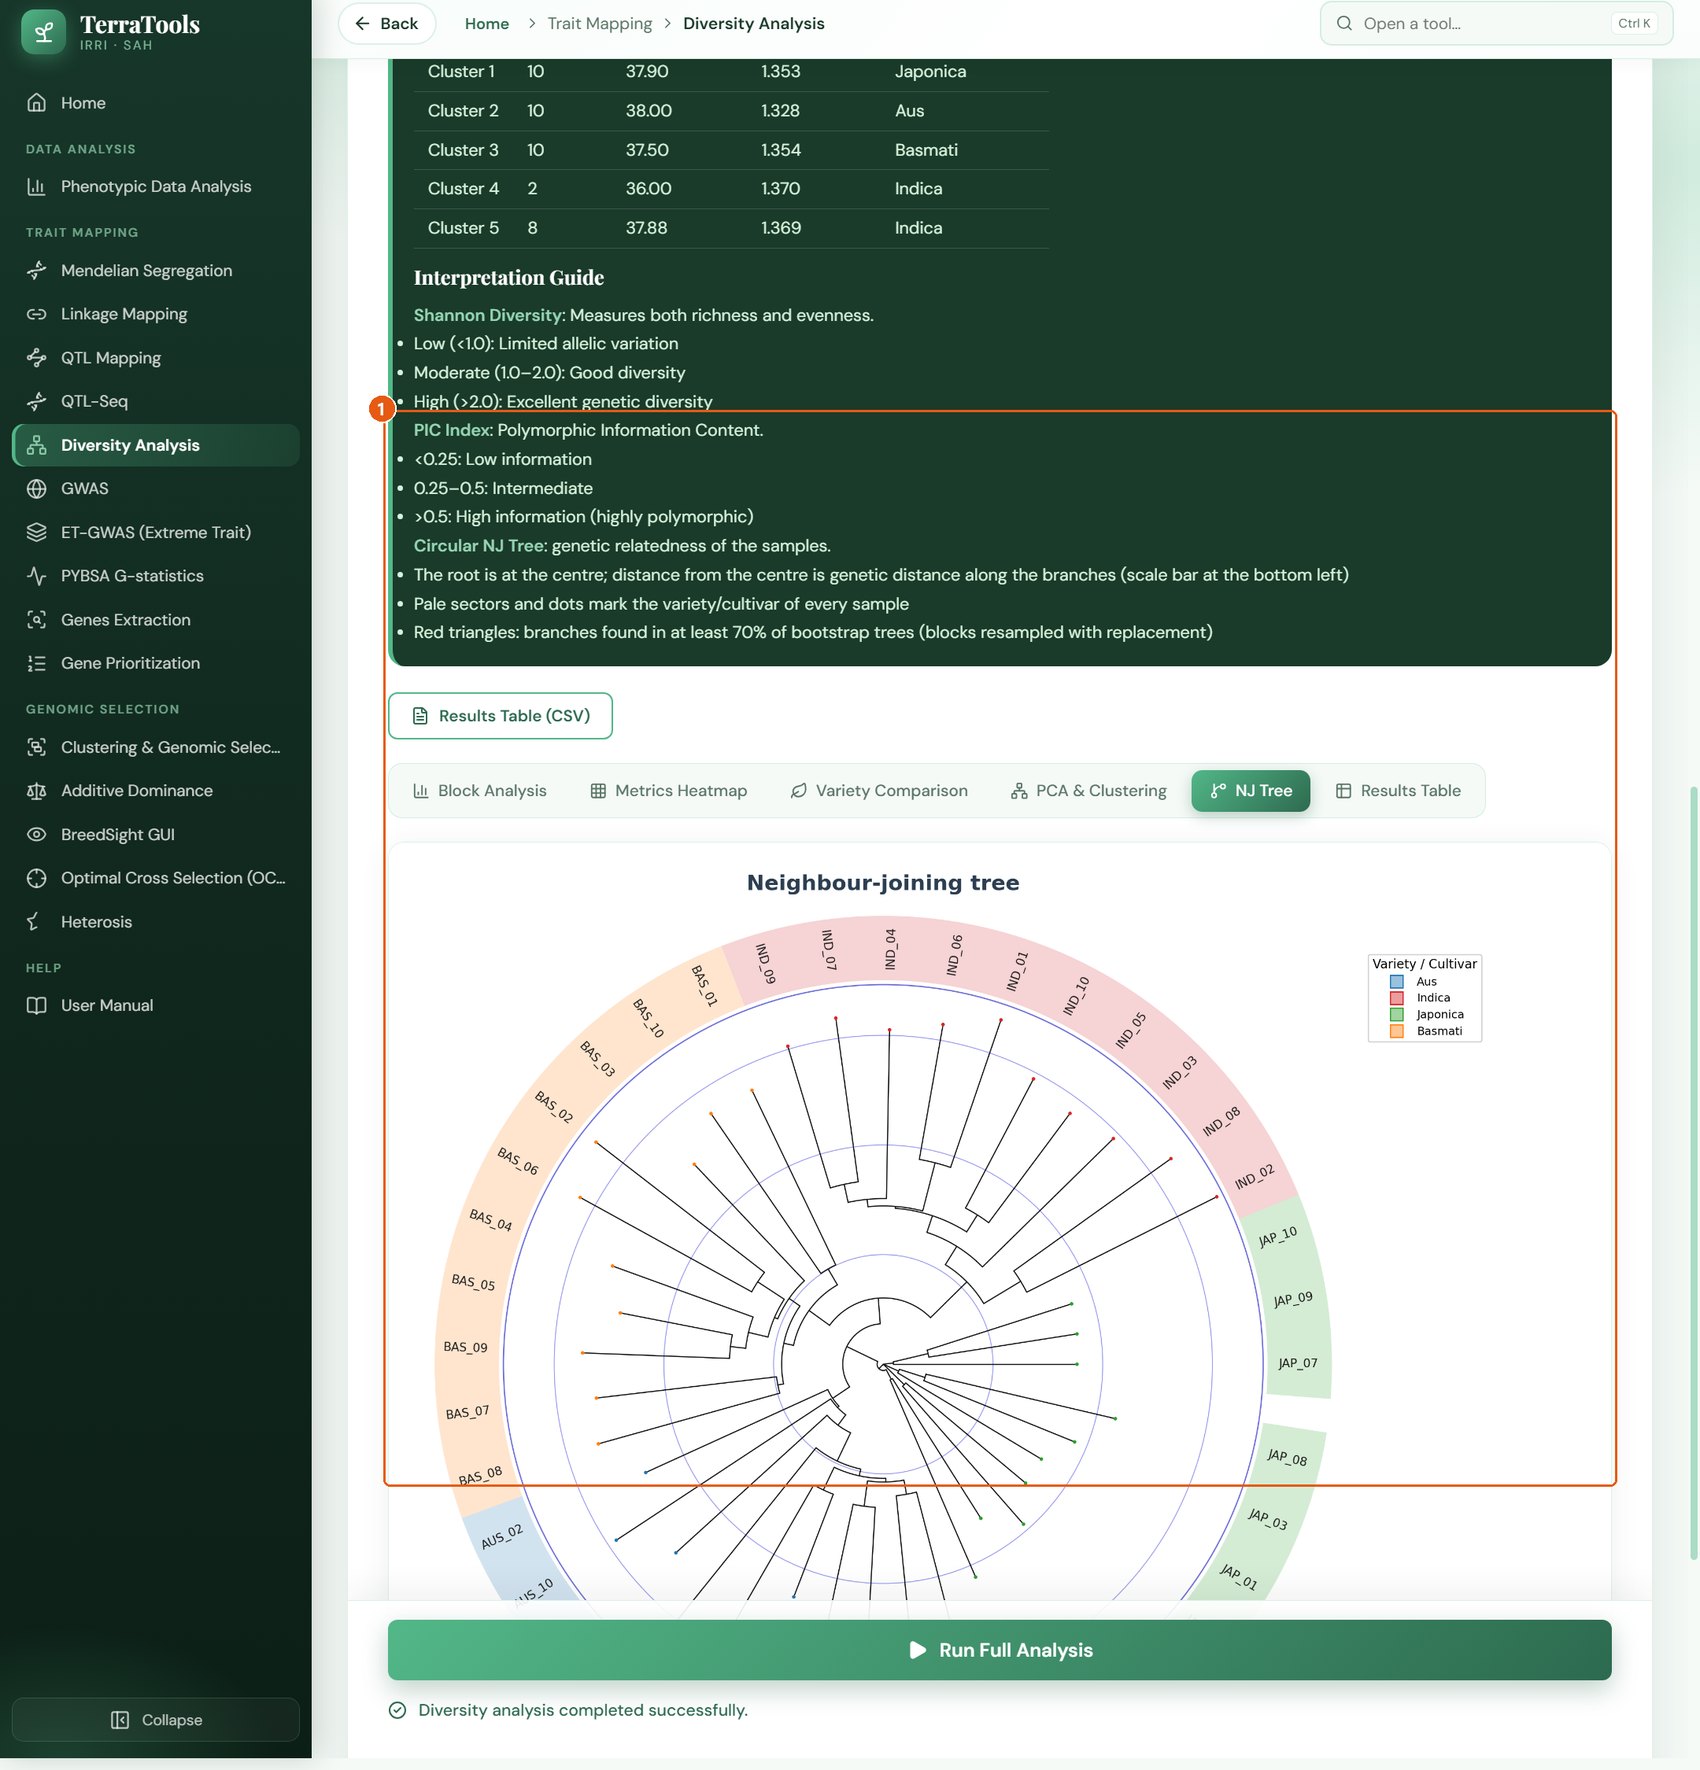 TerraTools
IRRI · SAH
Home
DATA ANALYSIS
Phenotypic Data Analysis
TRAIT MAPPING
Mendelian Segregation
Linkage Mapping
QTL Mapping
QTL-Seq
Diversity Analysis
GWAS
ET-GWAS (Extreme Trait)
PYBSA G-statistics
Genes Extraction
Gene Prioritization
GENOMIC SELECTION
Clustering & Genomic Selec...
Additive Dominance
BreedSight GUI
Optimal Cross Selection (OC...
Heterosis
HELP
User Manual
Collapse
Back
Home > Trait Mapping > Diversity Analysis
Open a tool...
Ctrl K
Cluster 1 10 37.90 1.353 Japonica
Cluster 2 10 38.00 1.328 Aus
Cluster 3 10 37.50 1.354 Basmati
Cluster 4 2 36.00 1.370 Indica
Cluster 5 8 37.88 1.369 Indica
Interpretation Guide
Shannon Diversity: Measures both richness and evenness.
• Low (<1.0): Limited allelic variation
• Moderate (1.0–2.0): Good diversity
• High (>2.0): Excellent genetic diversity
1
PIC Index: Polymorphic Information Content.
• <0.25: Low information
• 0.25–0.5: Intermediate
• >0.5: High information (highly polymorphic)
Circular NJ Tree: genetic relatedness of the samples.
• The root is at the centre; distance from the centre is genetic distance along the branches (scale bar at the bottom left)
• Pale sectors and dots mark the variety/cultivar of every sample
• Red triangles: branches found in at least 70% of bootstrap trees (blocks resampled with replacement)
Results Table (CSV)
Block Analysis
Metrics Heatmap
Variety Comparison
PCA & Clustering
NJ Tree
Results Table
Neighbour-joining tree
Variety / Cultivar
Aus
Indica
Japonica
Basmati
AUS_02
BAS_08
BAS_07
BAS_09
BAS_05
BAS_04
BAS_06
BAS_02
BAS_03
BAS_10
BAS_01
IND_09
IND_07
IND_04
IND_06
IND_01
IND_10
IND_05
IND_03
IND_08
IND_02
JAP_10
JAP_09
JAP_07
JAP_08
JAP_03
JAP_01
Run Full Analysis
Diversity analysis completed successfully.